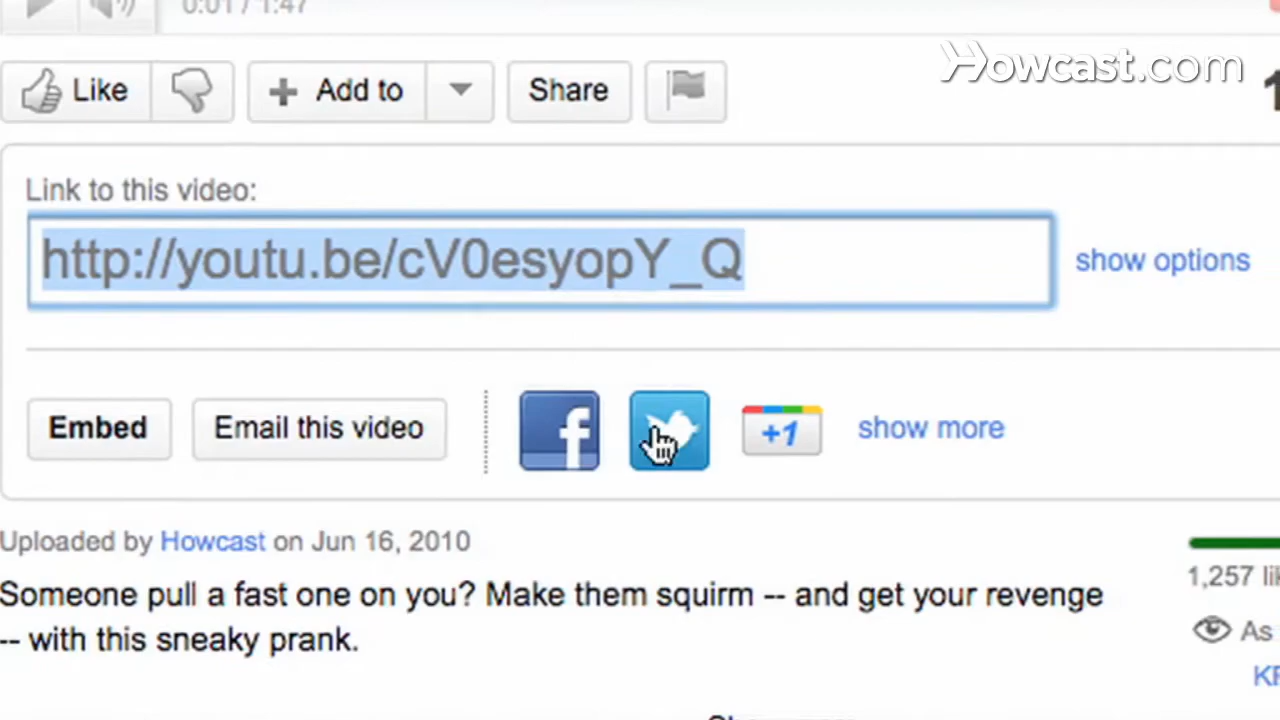 0:01 / 1:47
Howcast.com
Like
Add to
Share
Link to this video:
http://youtu.be/cV0esyopY_Q
show options
Embed
Email this video
f
+1
show more
Uploaded by Howcast on Jun 16, 2010
Someone pull a fast one on you? Make them squirm -- and get your revenge
-- with this sneaky prank.
1,257
As